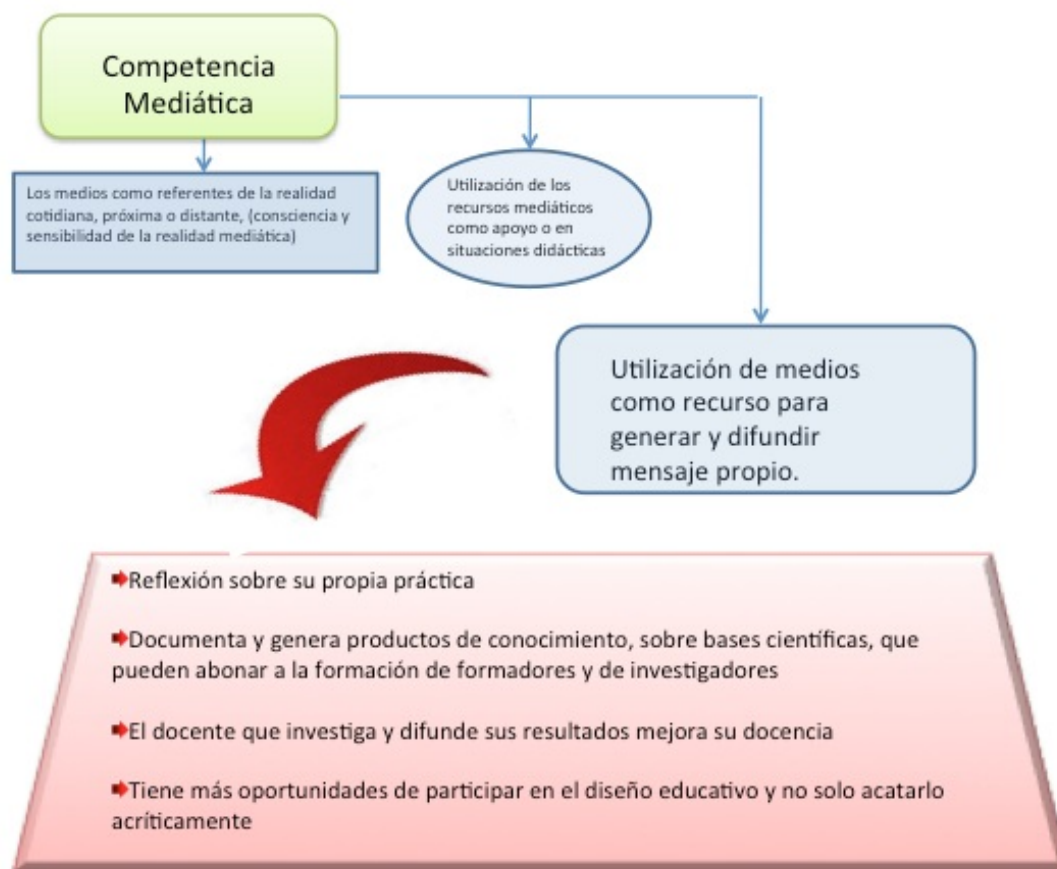 Competencia
Mediática
Los medios como referentes de la realidad
cotidiana, próxima o distante, (consciencia y
sensibilidad de la realidad mediática)
Utilización de los
recursos mediáticos
como apoyo o en
situaciones didácticas
Utilización de medios
como recurso para
generar y difundir
mensaje propio.
Reflexión sobre su propia práctica
Documenta y genera productos de conocimiento, sobre bases científicas, que
pueden abonar a la formación de formadores y de investigadores
El docente que investiga y difunde sus resultados mejora su docencia
Tiene más oportunidades de participar en el diseño educativo y no solo acatarlo
acríticamente